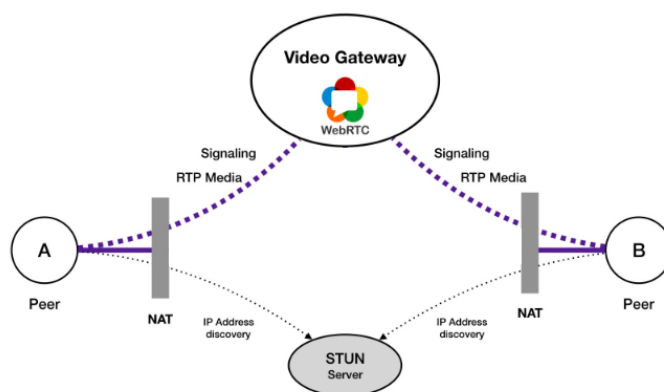 Video Gateway
WebRTC
Signaling
Signaling
RTP Media
RTP Media
A
B
Peer
Peer
NAT
NAT
IP Address
discovery
IP Address
discovery
STUN
Server